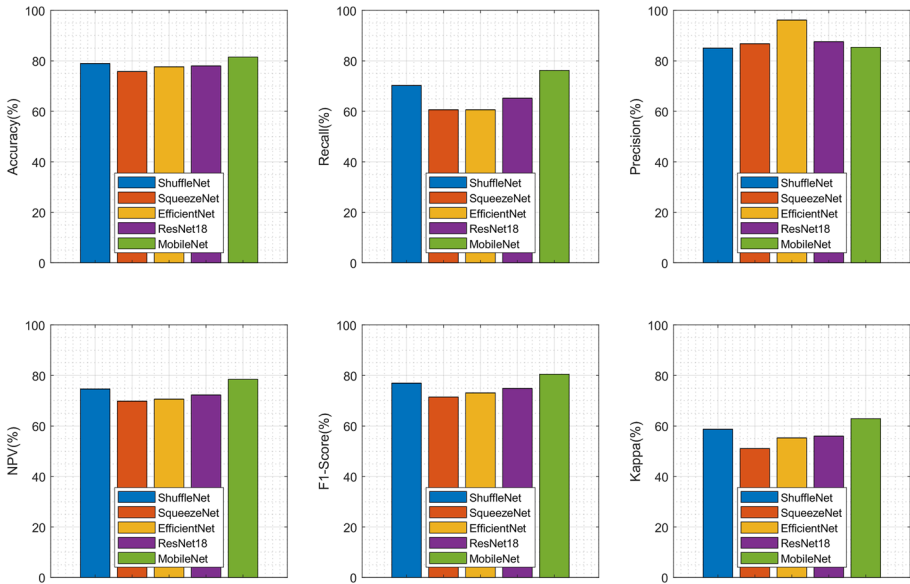 Accuracy(%)
100
80
60
40
20
0
ShuffleNet
SqueezeNet
EfficientNet
ResNet18
MobileNet
Recall(%)
100
80
60
40
20
0
ShuffleNet
SqueezeNet
EfficientNet
ResNet18
MobileNet
Precision(%)
100
80
60
40
20
0
ShuffleNet
SqueezeNet
EfficientNet
ResNet18
MobileNet
NPV(%)
100
80
60
40
20
0
ShuffleNet
SqueezeNet
EfficientNet
ResNet18
MobileNet
F1-Score(%)
100
80
60
40
20
0
ShuffleNet
SqueezeNet
EfficientNet
ResNet18
MobileNet
Kappa(%)
100
80
60
40
20
0
ShuffleNet
SqueezeNet
EfficientNet
ResNet18
MobileNet